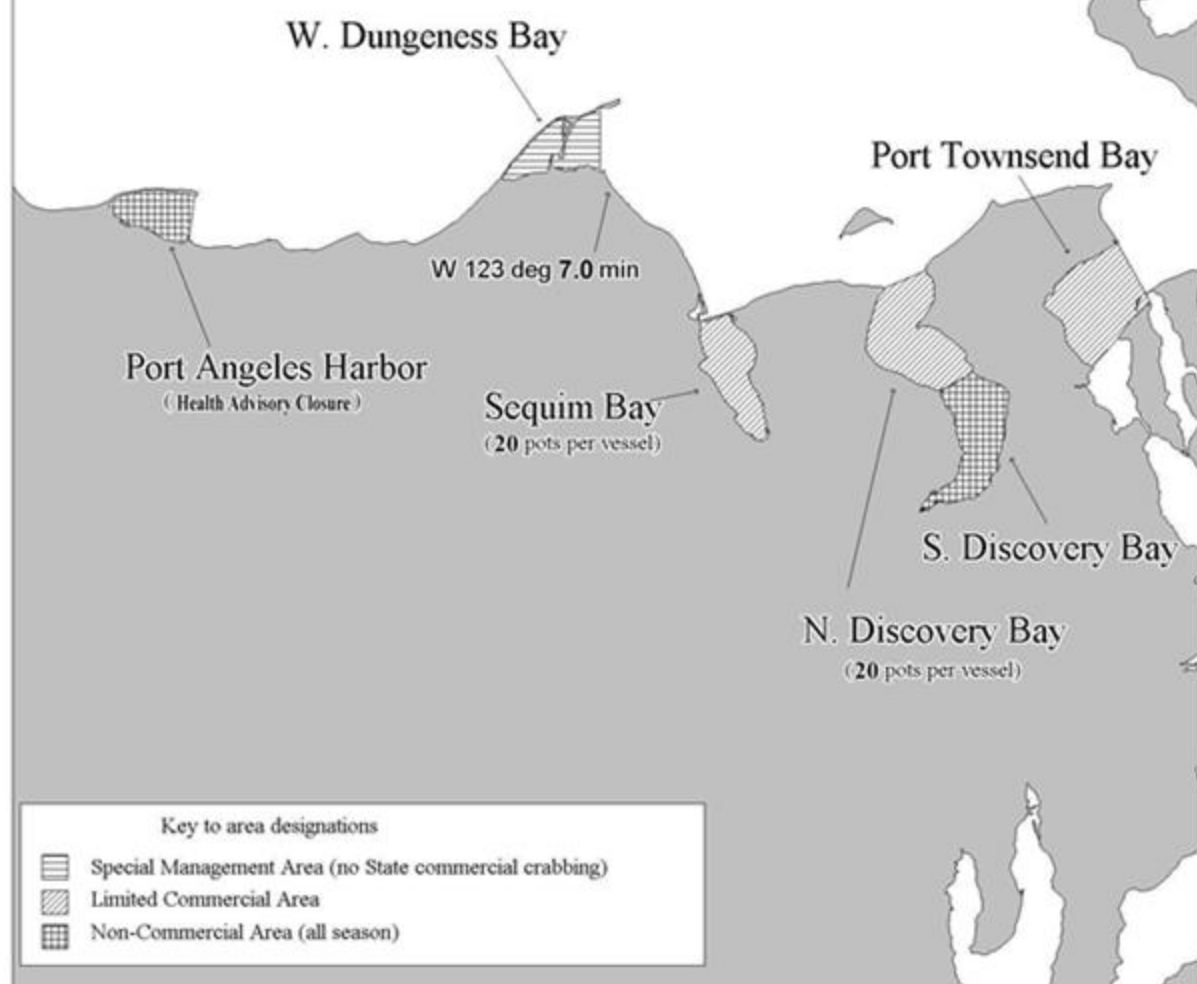 W. Dungeness Bay
Port Townsend Bay
W 123 deg 7.0 min
Port Angeles Harbor
( Health Advisory Closure )
Sequim Bay
(20 pots per vessel)
S. Discovery Bay
N. Discovery Bay
(20 pots per vessel)
Key to area designations
Special Management Area (no State commercial crabbing)
Limited Commercial Area
Non-Commercial Area (all season)